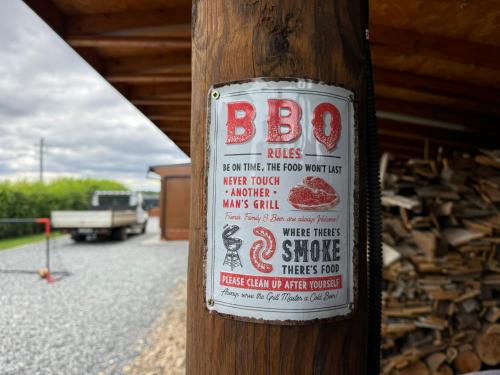 BBQ
RULES
BE ON TIME, THE FOOD WON'T LAST
NEVER TOUCH
• ANOTHER •
MAN'S GRILL
Friends, Family & Beer are always Welcome!
WHERE THERE'S
SMOKE
THERE'S FOOD
PLEASE CLEAN UP AFTER YOURSELF
Always serve the Grill Master a Cold Beer!